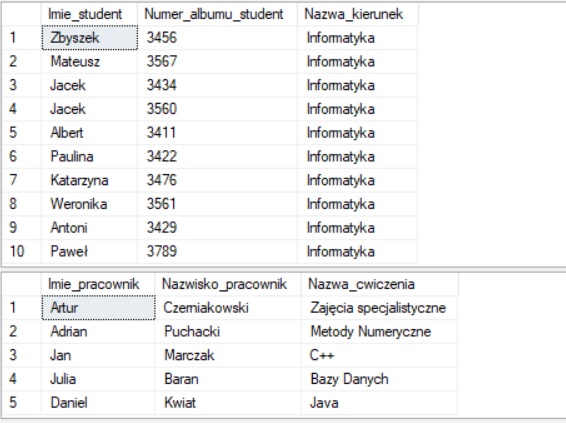 Imie_student Numer_albumu_student Nazwa_kierunek
1 Zbyszek 3456 Informatyka
2 Mateusz 3567 Informatyka
3 Jacek 3434 Informatyka
4 Jacek 3560 Informatyka
5 Albert 3411 Informatyka
6 Paulina 3422 Informatyka
7 Katarzyna 3476 Informatyka
8 Weronika 3561 Informatyka
9 Antoni 3429 Informatyka
10 Paweł 3789 Informatyka
Imie_pracownik Nazwisko_pracownik Nazwa_cwiczenia
1 Artur Czerniakowski Zajęcia specjalistyczne
2 Adrian Puchacki Metody Numeryczne
3 Jan Marczak C++
4 Julia Baran Bazy Danych
5 Daniel Kwiat Java